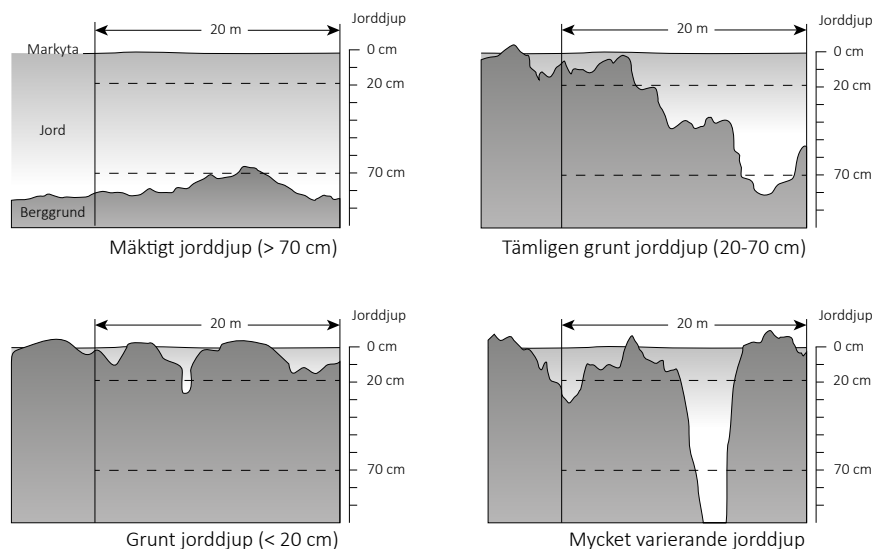 Jorddjup
20 m
Markyta
0 cm
20 cm
Jord
70 cm
Berggrund
Mäktigt jorddjup (> 70 cm)
Jorddjup
20 m
0 cm
20 cm
70 cm
Tämligen grunt jorddjup (20-70 cm)
Jorddjup
20 m
0 cm
20 cm
70 cm
Grunt jorddjup (< 20 cm)
Jorddjup
20 m
0 cm
20 cm
70 cm
Mycket varierande jorddjup